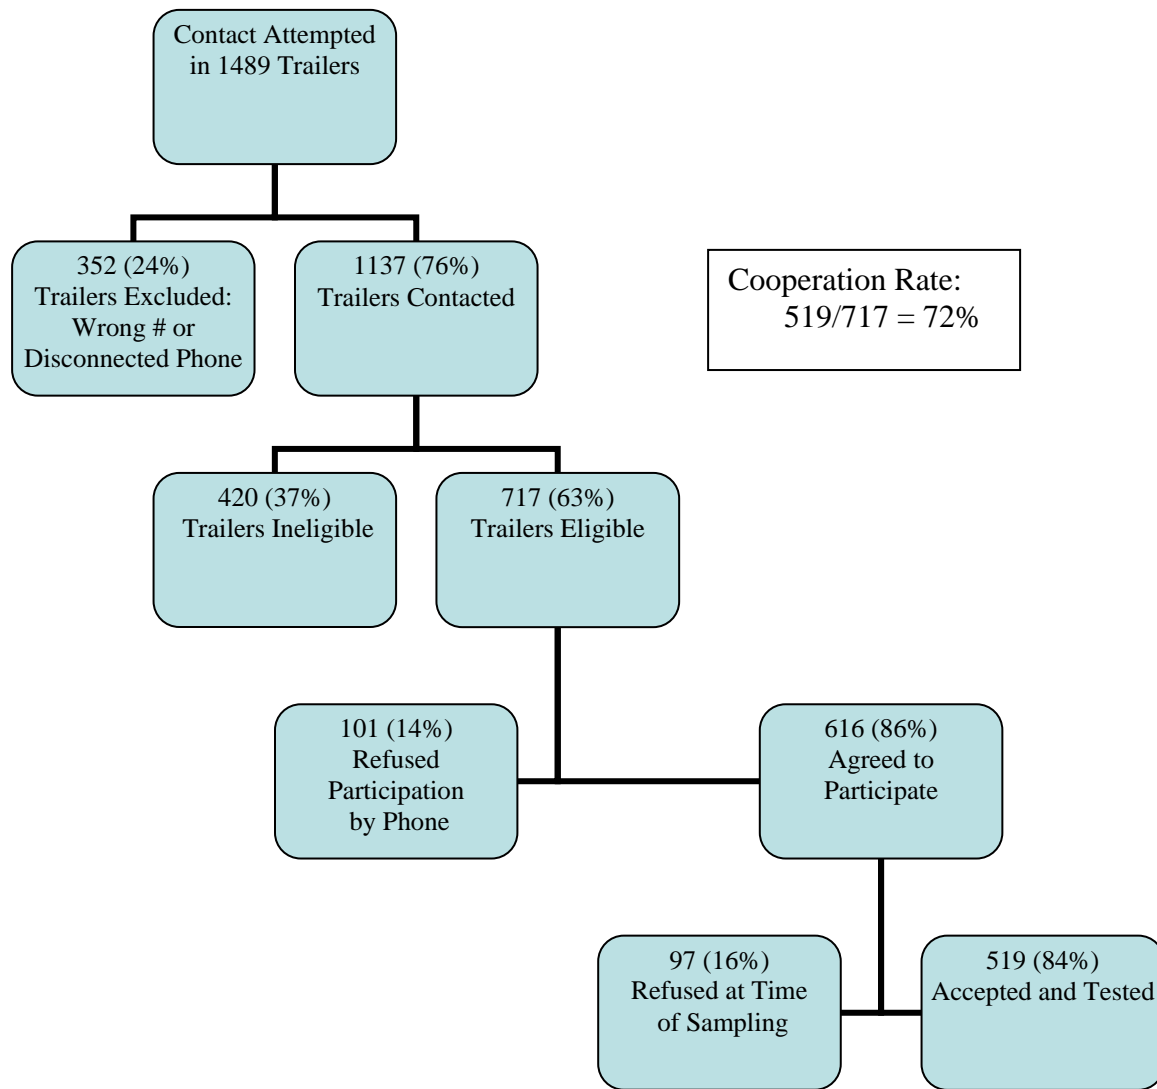 Contact Attempted
in 1489 Trailers
352 (24%)
Trailers Excluded:
Wrong # or
Disconnected Phone
1137 (76%)
Trailers Contacted
Cooperation Rate:
519/717 = 72%
420 (37%)
Trailers Ineligible
717 (63%)
Trailers Eligible
101 (14%)
Refused
Participation
by Phone
616 (86%)
Agreed to
Participate
97 (16%)
Refused at Time
of Sampling
519 (84%)
Accepted and Tested